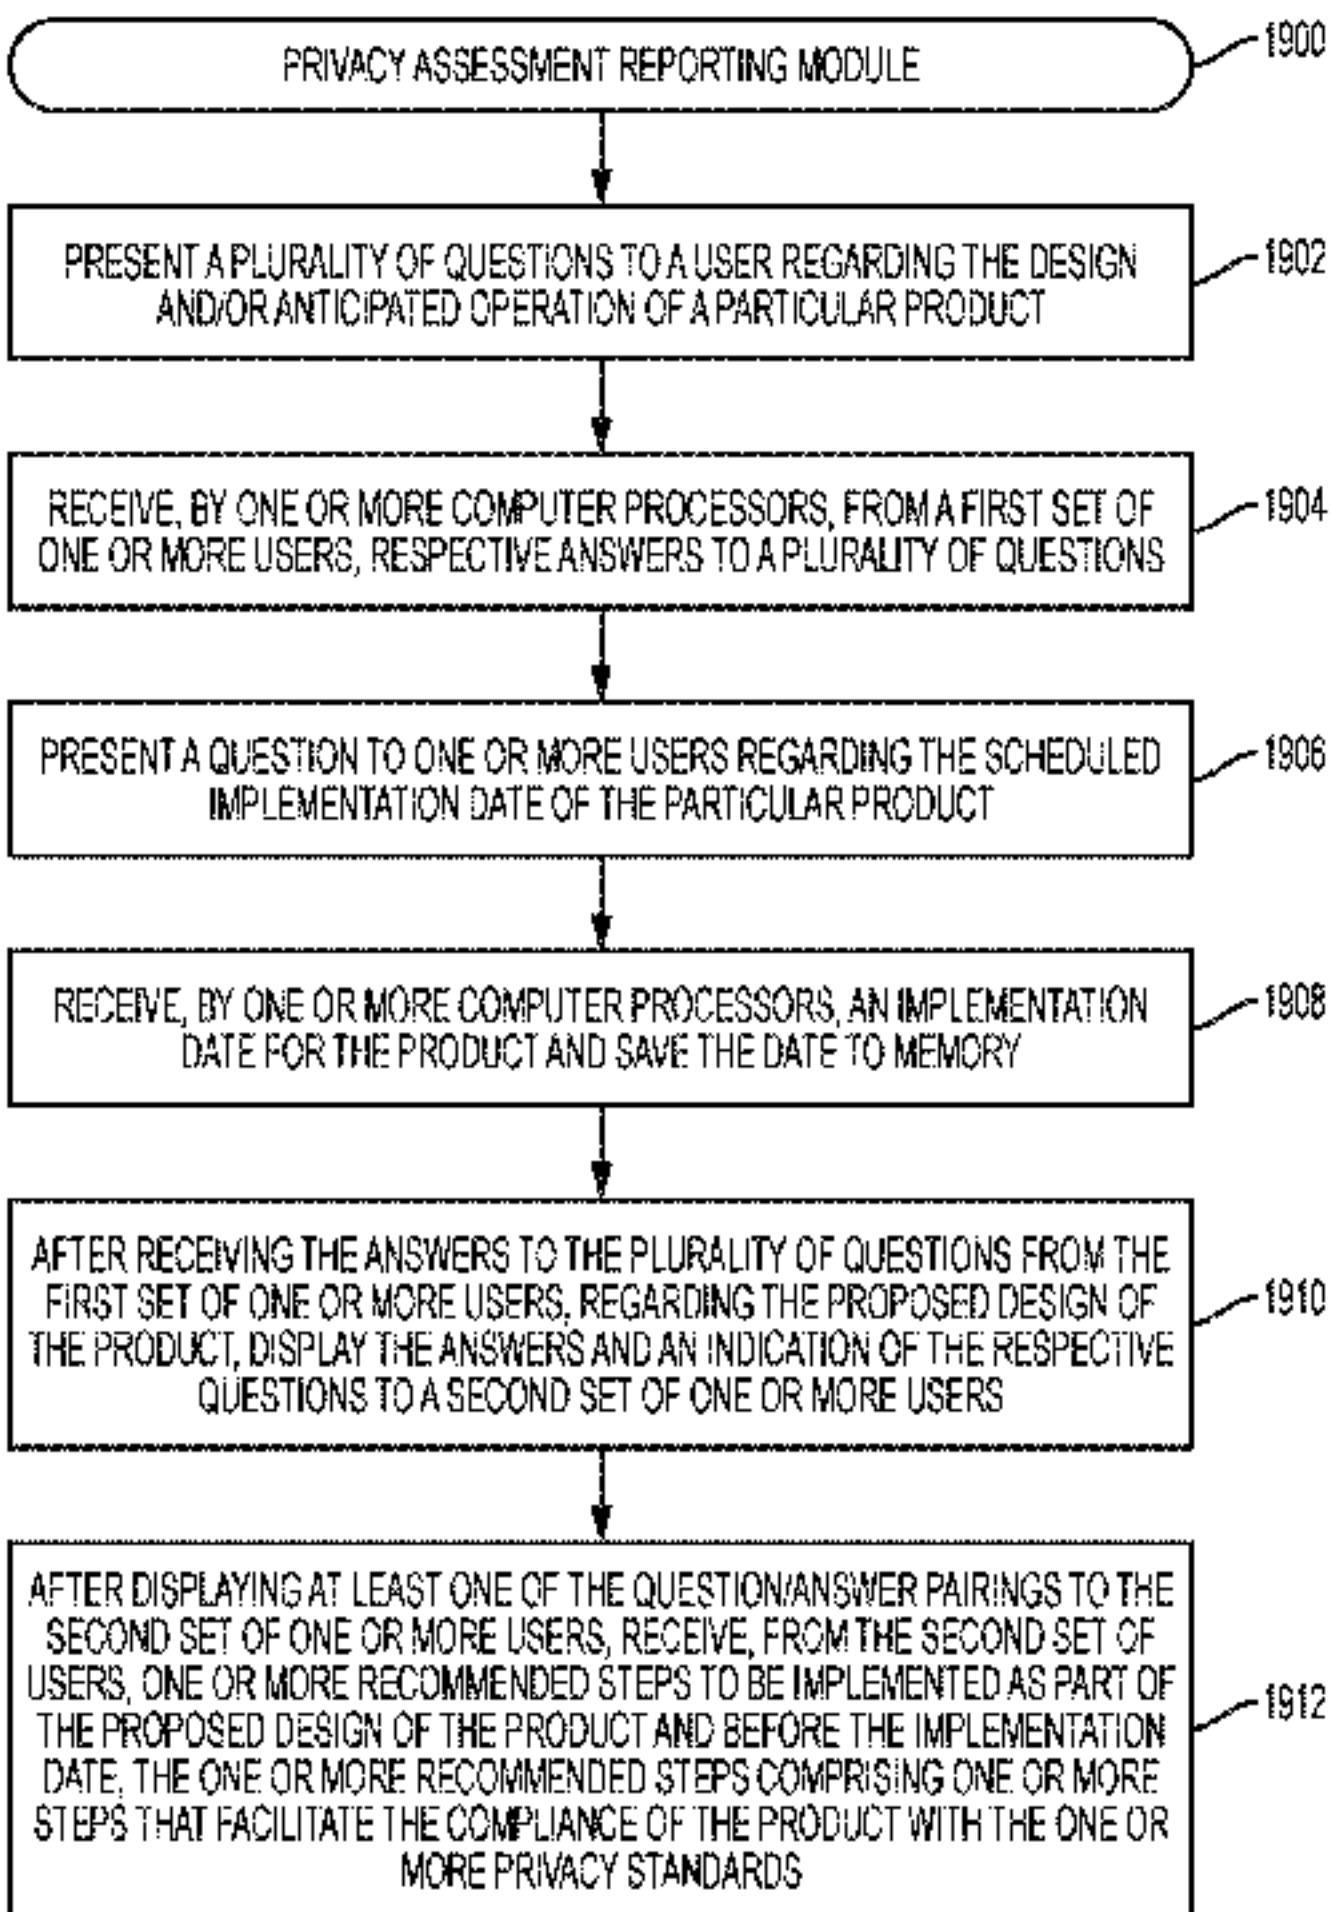 PRIVACY ASSESSMENT REPORTING MODULE
1900
PRESENT A PLURALITY OF QUESTIONS TO A USER REGARDING THE DESIGN
AND/OR ANTICIPATED OPERATION OF A PARTICULAR PRODUCT
1902
RECEIVE, BY ONE OR MORE COMPUTER PROCESSORS, FROM A FIRST SET OF
ONE OR MORE USERS, RESPECTIVE ANSWERS TO A PLURALITY OF QUESTIONS
1904
PRESENT A QUESTION TO ONE OR MORE USERS REGARDING THE SCHEDULED
IMPLEMENTATION DATE OF THE PARTICULAR PRODUCT
1906
RECEIVE, BY ONE OR MORE COMPUTER PROCESSORS, AN IMPLEMENTATION
DATE FOR THE PRODUCT AND SAVE THE DATE TO MEMORY
1908
AFTER RECEIVING THE ANSWERS TO THE PLURALITY OF QUESTIONS FROM THE
FIRST SET OF ONE OR MORE USERS, REGARDING THE PROPOSED DESIGN OF
THE PRODUCT, DISPLAY THE ANSWERS AND AN INDICATION OF THE RESPECTIVE
QUESTIONS TO A SECOND SET OF ONE OR MORE USERS
1910
AFTER DISPLAYING AT LEAST ONE OF THE QUESTION/ANSWER PAIRINGS TO THE
SECOND SET OF ONE OR MORE USERS, RECEIVE, FROM THE SECOND SET OF
USERS, ONE OR MORE RECOMMENDED STEPS TO BE IMPLEMENTED AS PART OF
THE PROPOSED DESIGN OF THE PRODUCT AND BEFORE THE IMPLEMENTATION
DATE, THE ONE OR MORE RECOMMENDED STEPS COMPRISING ONE OR MORE
STEPS THAT FACILITATE THE COMPLIANCE OF THE PRODUCT WITH THE ONE OR
MORE PRIVACY STANDARDS
1912